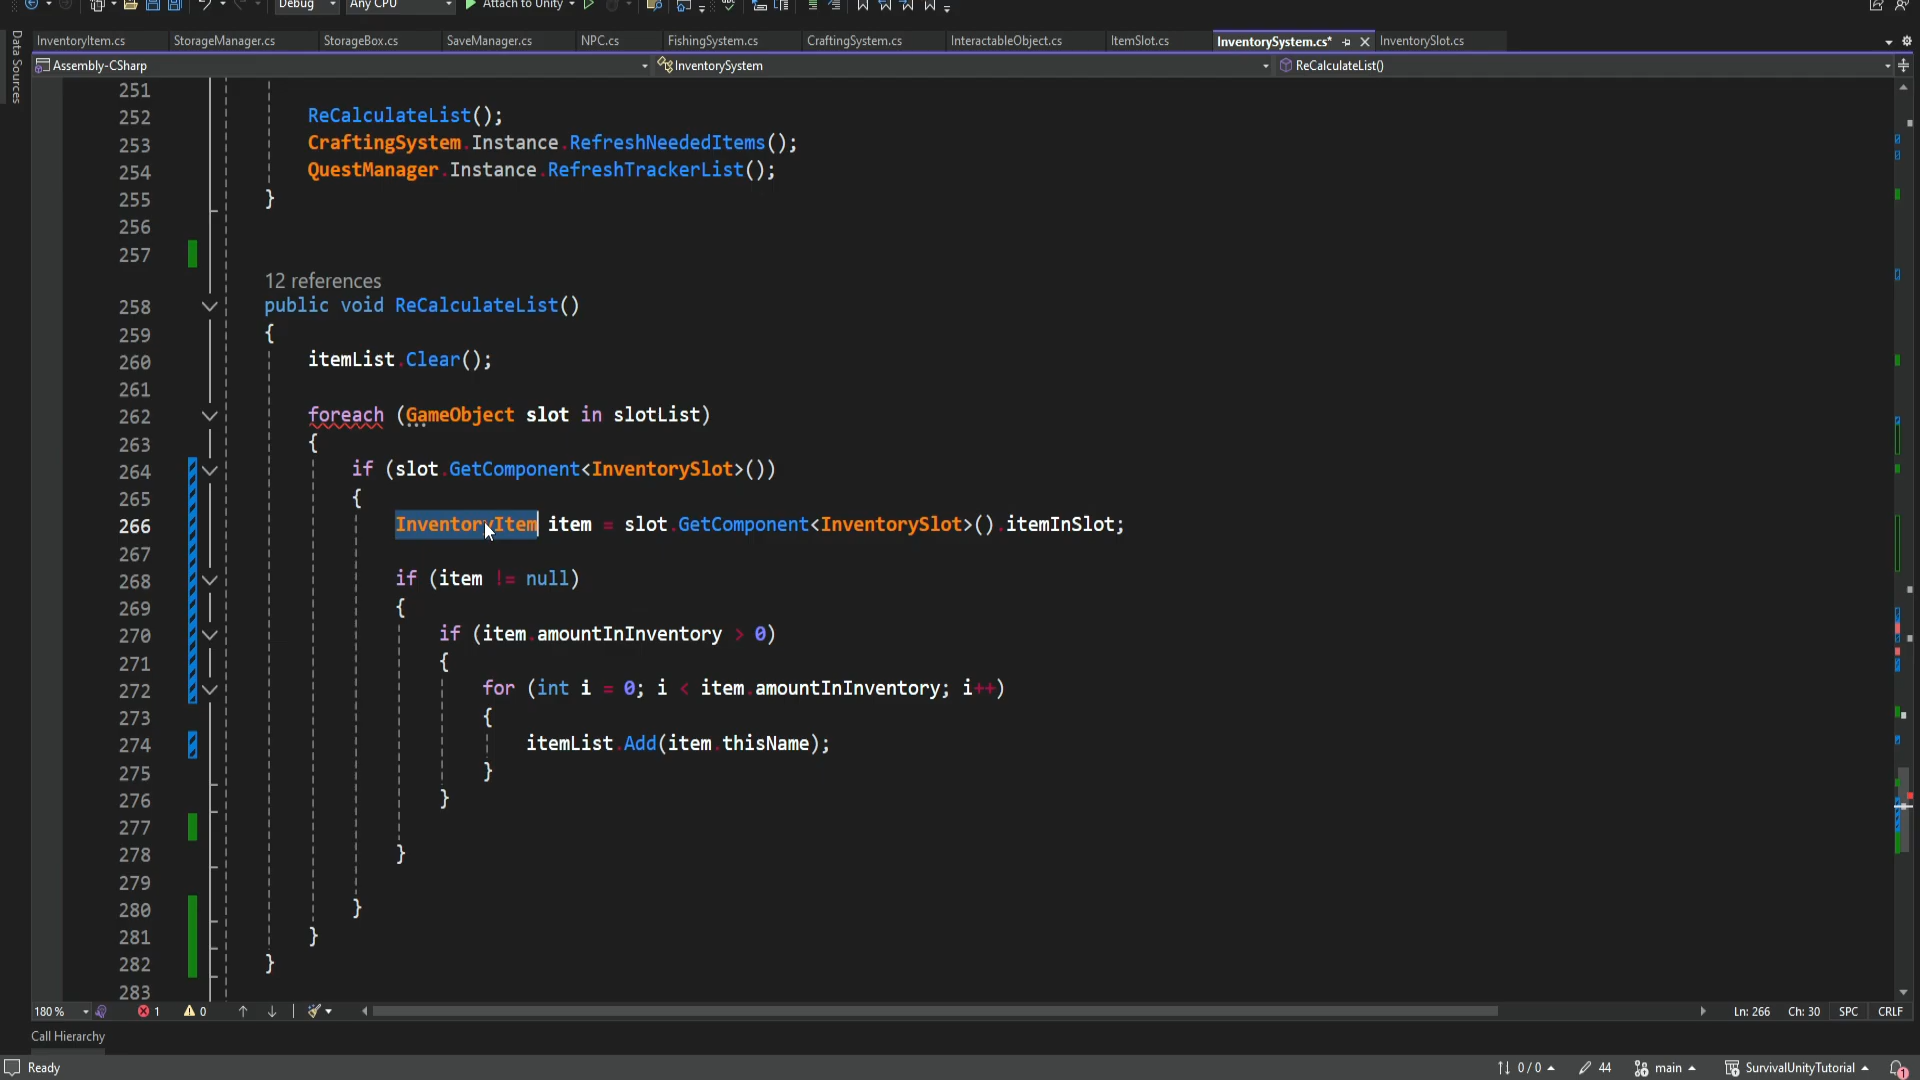 Debug Any CPU Attach to Unity
InventoryItem.cs StorageManager.cs StorageBox.cs SaveManager.cs NPC.cs FishingSystem.cs CraftingSystem.cs InteractableObject.cs ItemSlot.cs InventorySystem.cs* InventorySlot.cs
Data Sources
Assembly-CSharp InventorySystem ReCalculateList()
251
252 ReCalculateList();
253 CraftingSystem.Instance.RefreshNeededItems();
254 QuestManager.Instance.RefreshTrackerList();
255 }
256
257
12 references
258 public void ReCalculateList()
259 {
260 itemList.Clear();
261
262 foreach (GameObject slot in slotList)
263 {
264 if (slot.GetComponent<InventorySlot>())
265 {
266 InventoryItem item = slot.GetComponent<InventorySlot>().itemInSlot;
267
268 if (item != null)
269 {
270 if (item.amountInInventory > 0)
271 {
272 for (int i = 0; i < item.amountInInventory; i++)
273 {
274 itemList.Add(item.thisName);
275 }
276 }
277
278 }
279
280 }
281 }
282 }
283
180 % 1 0 Ln: 266 Ch: 30 SPC CRLF
Call Hierarchy
Ready 0 / 0 44 main SurvivalUnityTutorial 1